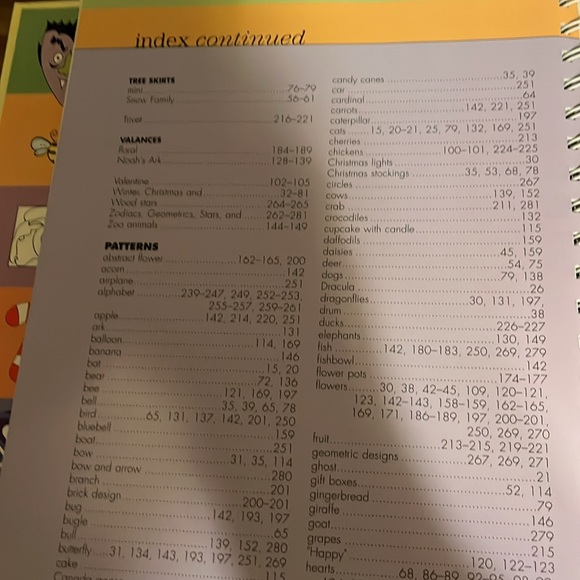 index continued
TREE SKIRTS
mini 76–79
Snow Family 56–61
Trivet 216–221
VALANCES
Floral 184–189
Noah's Ark 128–139
Valentine 102–105
Winter, Christmas and 32–81
Wood stars 264–265
Zodiacs, Geometrics, Stars, and 262–281
Zoo animals 144–149
PATTERNS
abstract flower 162–165, 200
acorn 142
airplane 251
alphabet 239–247, 249, 252–253,
255–257, 259–261
apple 142, 214, 220, 251
ark 131
balloon 114, 169
banana 146
bat 15, 20
bear 72, 136
bee 121, 169, 197
bell 35, 39, 65, 78
bird 65, 131, 137, 142, 201, 250
bluebell 159
boat 251
bow 31, 35, 114
bow and arrow 280
branch 201
brick design 200–201
bug 142, 193, 197
bugle 65
bull 139, 152, 280
butterfly 31, 134, 143, 193, 197, 251, 269
cake 115
candy canes 35, 39
car 251
cardinal 64
carrots 142, 221, 251
caterpillar 197
cats 15, 20–21, 25, 79, 132, 169, 251
cherries 213
chickens 100–101, 224–225
Christmas lights 30
Christmas stockings 35, 53, 68, 78
circles 267
cows 139, 152
crab 211, 281
crocodiles 132
cupcake with candle 115
daffodils 159
daisies 45, 159
deer 54, 75
dogs 79, 138
Dracula 26
dragonflies 30, 131, 197,
drum 38
ducks 226–227
elephants 130, 149
fish 142, 180–183, 250, 269, 279
fishbowl 142
flower pots 174–177
flowers 30, 38, 42–45, 109, 120–121,
123, 142–143, 158–159, 162–165,
169, 171, 186–189, 197, 200–201,
250, 269, 270
fruit 213–215, 219–221
geometric designs 267, 269, 271
ghost 21
gift boxes 52, 114
gingerbread 79
giraffe 146
goat 279
grapes 215
"Happy" 120, 122–123
hearts 68, 86–89,